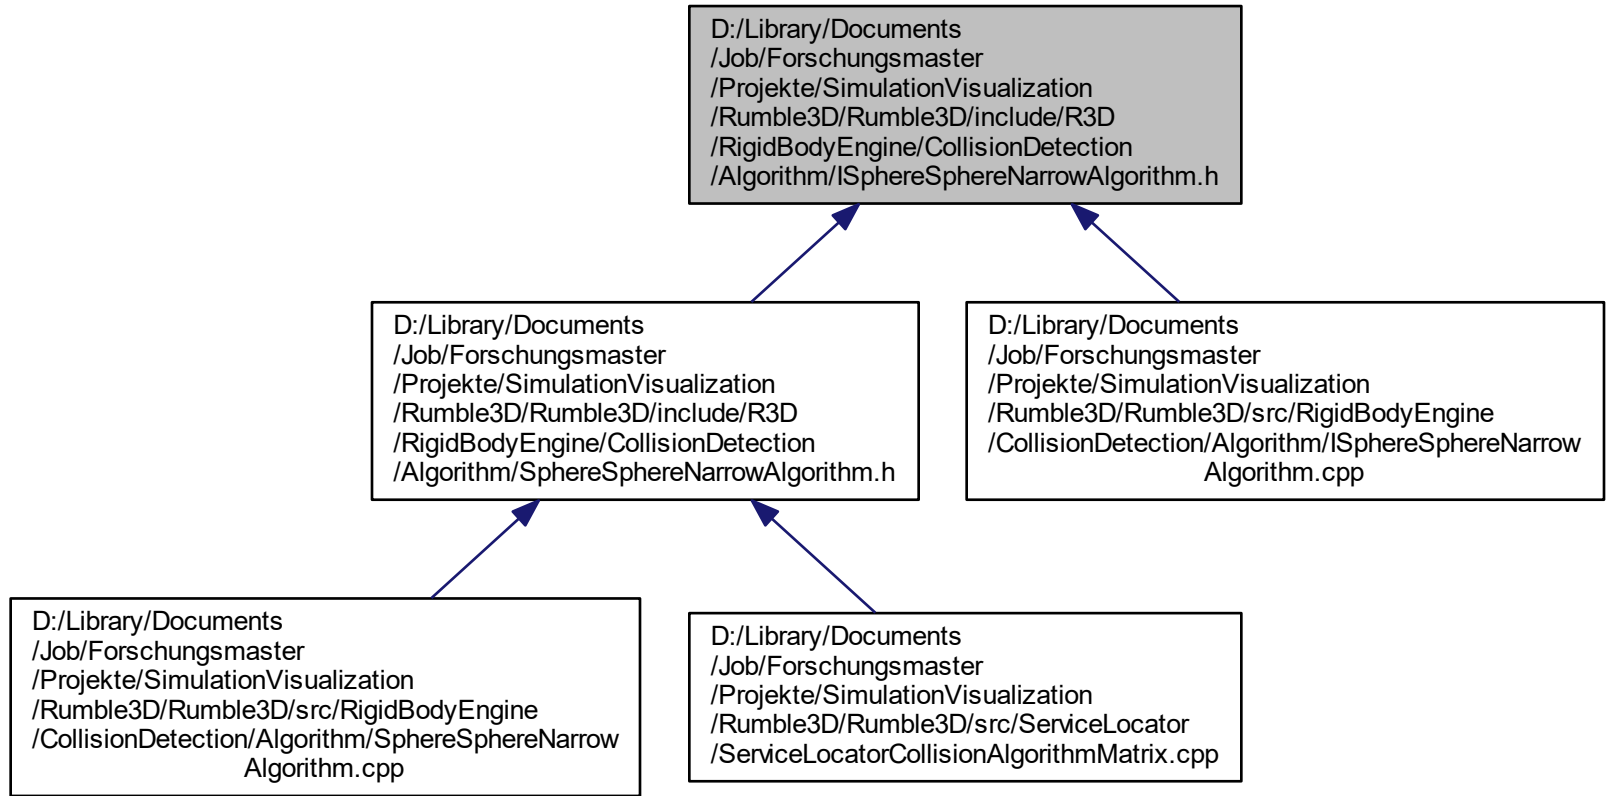 D:/Library/Documents
/Job/Forschungsmaster
/Projekte/SimulationVisualization
/Rumble3D/Rumble3D/include/R3D
/RigidBodyEngine/CollisionDetection
/Algorithm/ISphereSphereNarrowAlgorithm.h
D:/Library/Documents
/Job/Forschungsmaster
/Projekte/SimulationVisualization
/Rumble3D/Rumble3D/include/R3D
/RigidBodyEngine/CollisionDetection
/Algorithm/SphereSphereNarrowAlgorithm.h
D:/Library/Documents
/Job/Forschungsmaster
/Projekte/SimulationVisualization
/Rumble3D/Rumble3D/src/RigidBodyEngine
/CollisionDetection/Algorithm/ISphereSphereNarrow
Algorithm.cpp
D:/Library/Documents
/Job/Forschungsmaster
/Projekte/SimulationVisualization
/Rumble3D/Rumble3D/src/RigidBodyEngine
/CollisionDetection/Algorithm/SphereSphereNarrow
Algorithm.cpp
D:/Library/Documents
/Job/Forschungsmaster
/Projekte/SimulationVisualization
/Rumble3D/Rumble3D/src/ServiceLocator
/ServiceLocatorCollisionAlgorithmMatrix.cpp